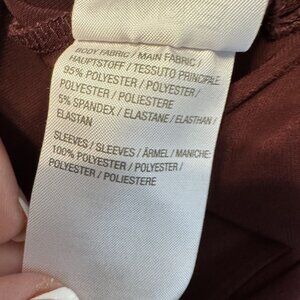 BODY FABRIC / MAIN FABRIC /
HAUPTSTOFF / TESSUTO PRINCIPALE
95% POLYESTER / POLYESTER /
POLYESTER / POLIESTERE
5% SPANDEX / ELASTANE / ELASTHAN /
ELASTAN
SLEEVES / SLEEVES / ÄRMEL / MANICHE:
100% POLYESTER / POLYESTER /
POLYESTER / POLIESTERE